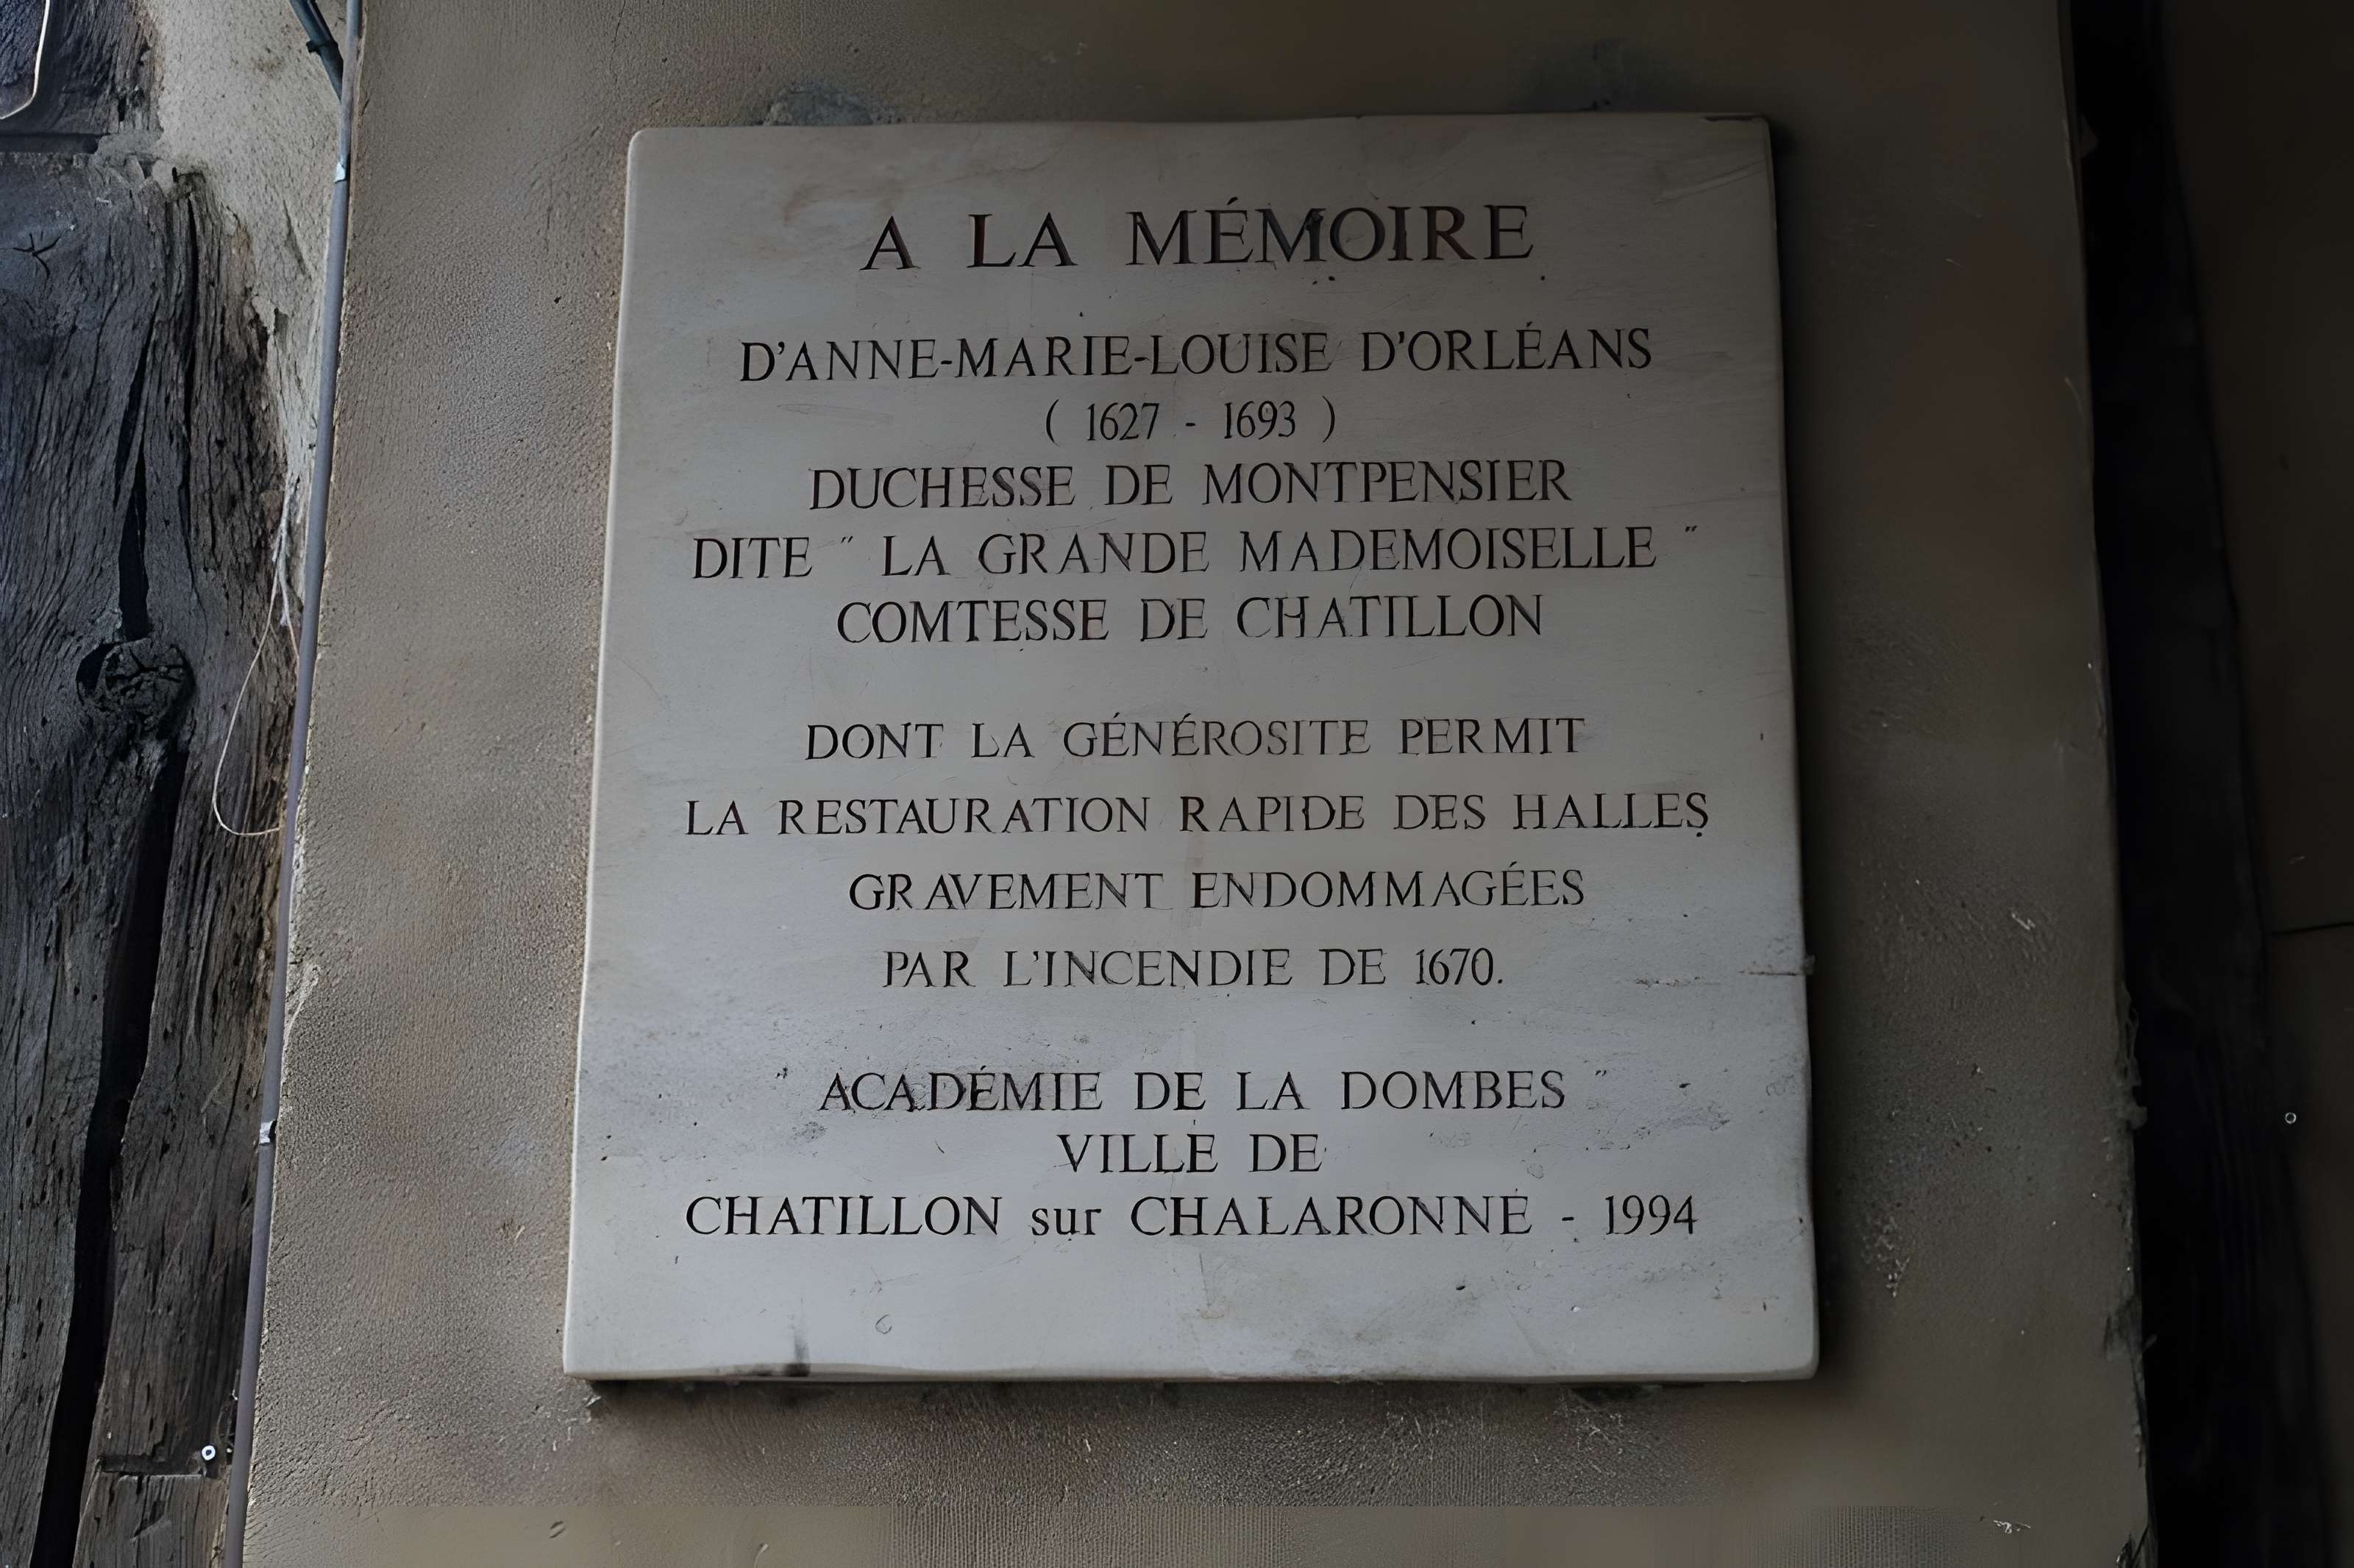 A LA MÉMOIRE
D'ANNE-MARIE-LOUISE D'ORLÉANS
( 1627 - 1693 )
DUCHESSE DE MONTPENSIER
DITE " LA GRANDE MADEMOISELLE "
COMTESSE DE CHATILLON
DONT LA GÉNÉROSITE PERMIT
LA RESTAURATION RAPIDE DES HALLES
GRAVEMENT ENDOMMAGÉES
PAR L'INCENDIE DE 1670.
" ACADÉMIE DE LA DOMBES "
VILLE DE
CHATILLON sur CHALARONNE - 1994